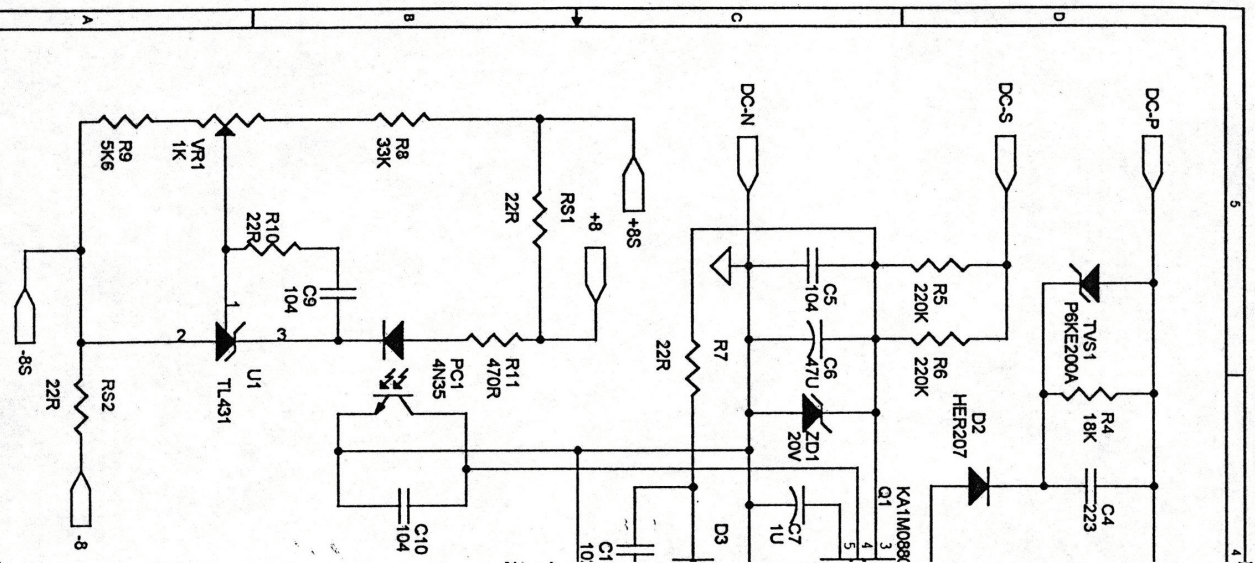 A
B
C
D
5
4
DC-N
DC-S
DC-P
R9
5K6
VR1
1K
R8
33K
RS1
22R
+8S
+8
R10
22R
C9
104
1
2
3
U1
TL431
-8S
RS2
22R
-8
R11
470R
PC1
4N35
C10
104
R7
22R
C5
104
C6
47U
ZD1
20V
C7
1U
R5
220K
R6
220K
D2
HER207
TVS1
P6KE200A
R4
18K
C4
223
Q1
5
4
3
D3